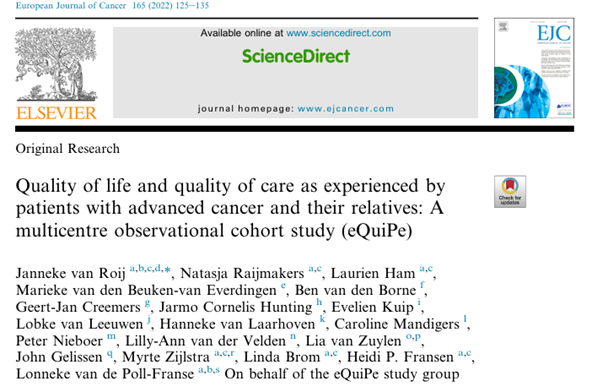 European Journal of Cancer 165 (2022) 125–135
Available online at www.sciencedirect.com
ScienceDirect
journal homepage: www.ejcancer.com
ELSEVIER
EJC
Original Research
Quality of life and quality of care as experienced by
patients with advanced cancer and their relatives: A
multicentre observational cohort study (eQuiPe)
Check for
updates
Janneke van Roij a,b,c,d,*, Natasja Raijmakers a,c, Laurien Ham a,c,
Marieke van den Beuken-van Everdingen e, Ben van den Borne f,
Geert-Jan Creemers g, Jarmo Cornelis Hunting h, Evelien Kuip i,
Lobke van Leeuwen j, Hanneke van Laarhoven k, Caroline Mandigers l,
Peter Nieboer m, Lilly-Ann van der Velden n, Lia van Zuylen o,p,
John Gelissen q, Myrte Zijlstra a,c,r, Linda Brom a,c, Heidi P. Fransen a,c,
Lonneke van de Poll-Franse a,b,s On behalf of the eQuiPe study group